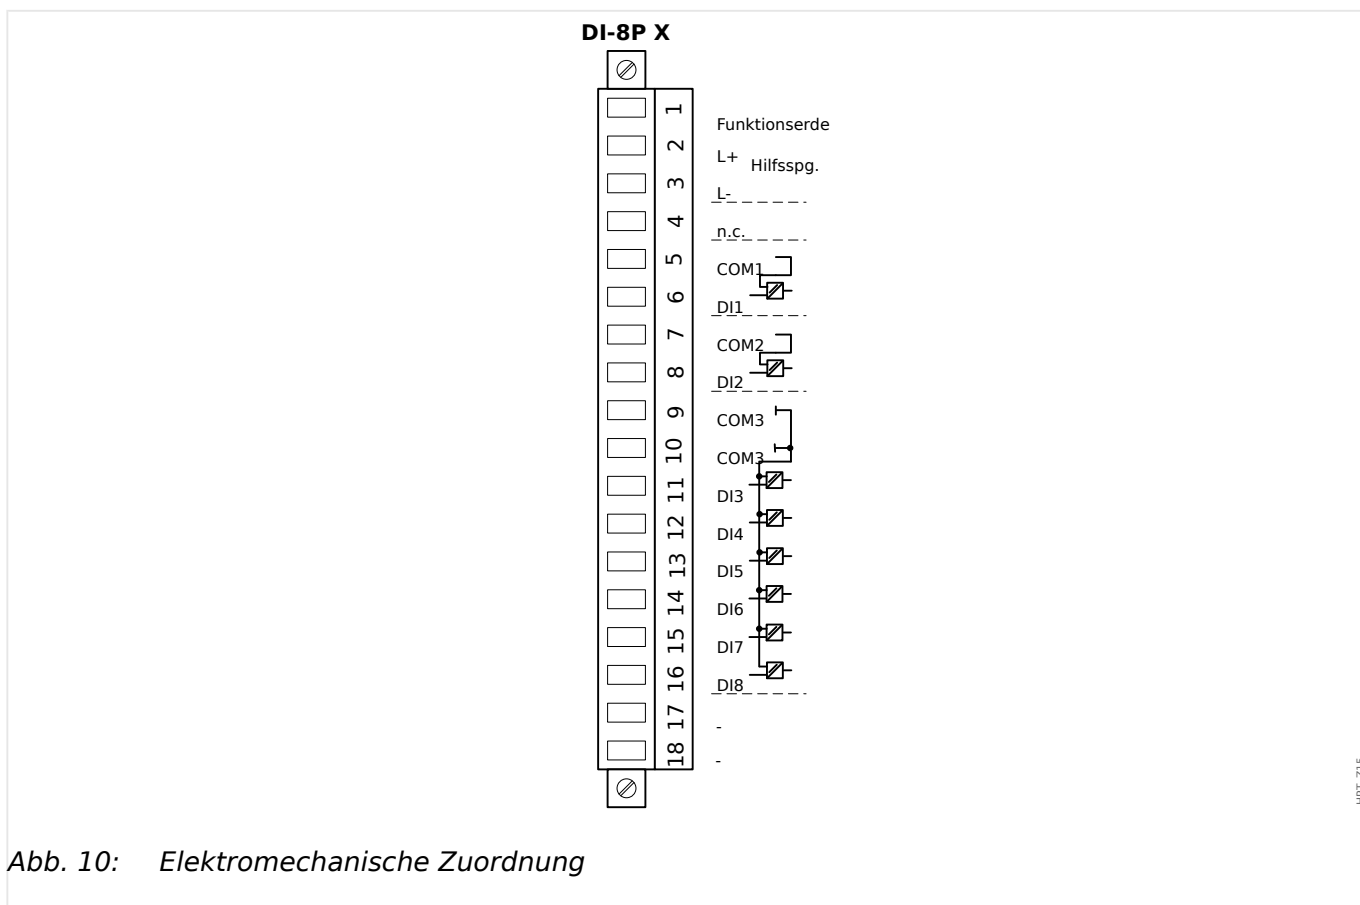 DI-8P X
1 Funktionserde
2 L+ Hilfsspg.
3 L-
4 n.c.
5 COM1
6 DI1
7 COM2
8 DI2
9 COM3
10 COM3
11 DI3
12 DI4
13 DI5
14 DI6
15 DI7
16 DI8
17 -
18 -
Abb. 10: Elektromechanische Zuordnung